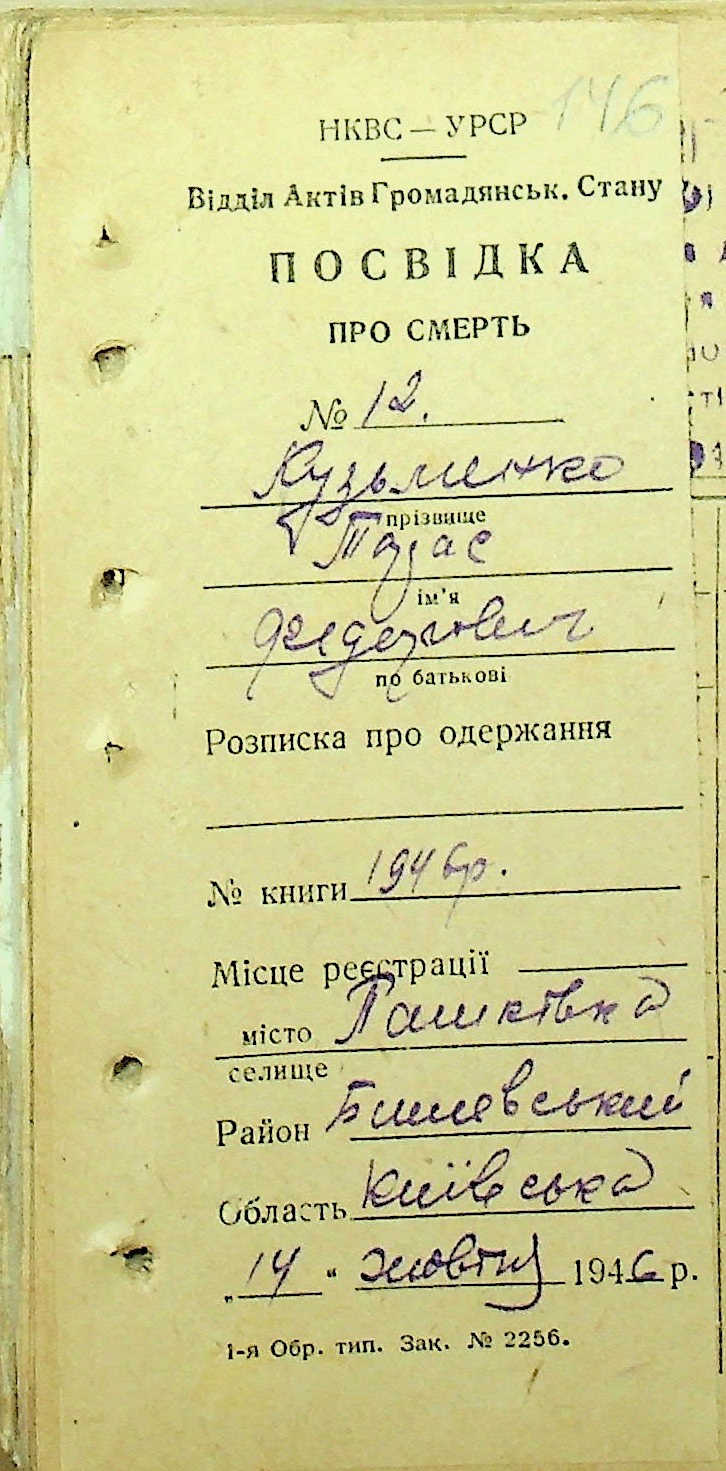 146
НКВС — УРСР
Відділ Актів Громадянськ. Стану
ПОСВІДКА
ПРО СМЕРТЬ
№ 12.
Кузьменко
прізвище
Тарас
ім'я
Федорович
по батькові
Розписка про одержання
№ книги 1946р.
Місце реєстрації
місто Пашківка
селище
Район Бишевський
Область Київська
„14“ жовтня 1946 р.
1-я Обр. тип. Зак. № 2256.